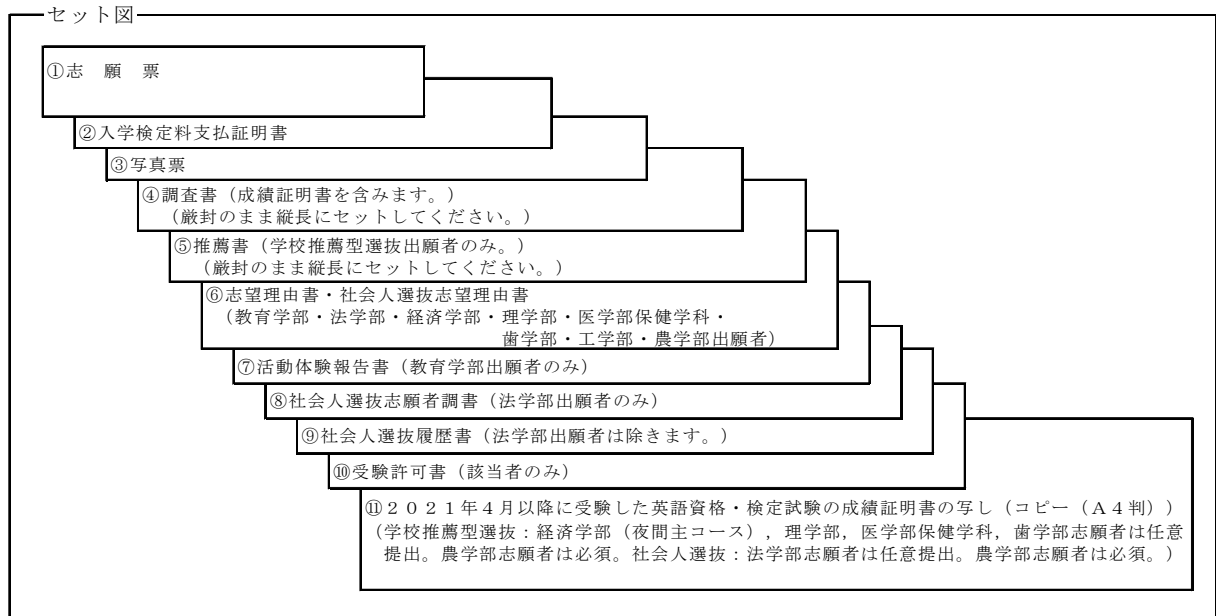 セット図
①志　願　票
②入学検定料支払証明書
③写真票
④調査書（成績証明書を含みます。）
（厳封のまま縦長にセットしてください。）
⑤推薦書（学校推薦型選抜出願者のみ。）
（厳封のまま縦長にセットしてください。）
⑥志望理由書・社会人選抜志望理由書
（教育学部・法学部・経済学部・理学部・医学部保健学科・
歯学部・工学部・農学部出願者）
⑦活動体験報告書（教育学部出願者のみ）
⑧社会人選抜志願者調書（法学部出願者のみ）
⑨社会人選抜履歴書（法学部出願者は除きます。）
⑩受験許可書（該当者のみ）
⑪２０２１年４月以降に受験した英語資格・検定試験の成績証明書の写し（コピー（Ａ４判））
（学校推薦型選抜：経済学部（夜間主コース），理学部，医学部保健学科，歯学部志願者は任意
提出。農学部志願者は必須。社会人選抜：法学部志願者は任意提出。農学部志願者は必須。）